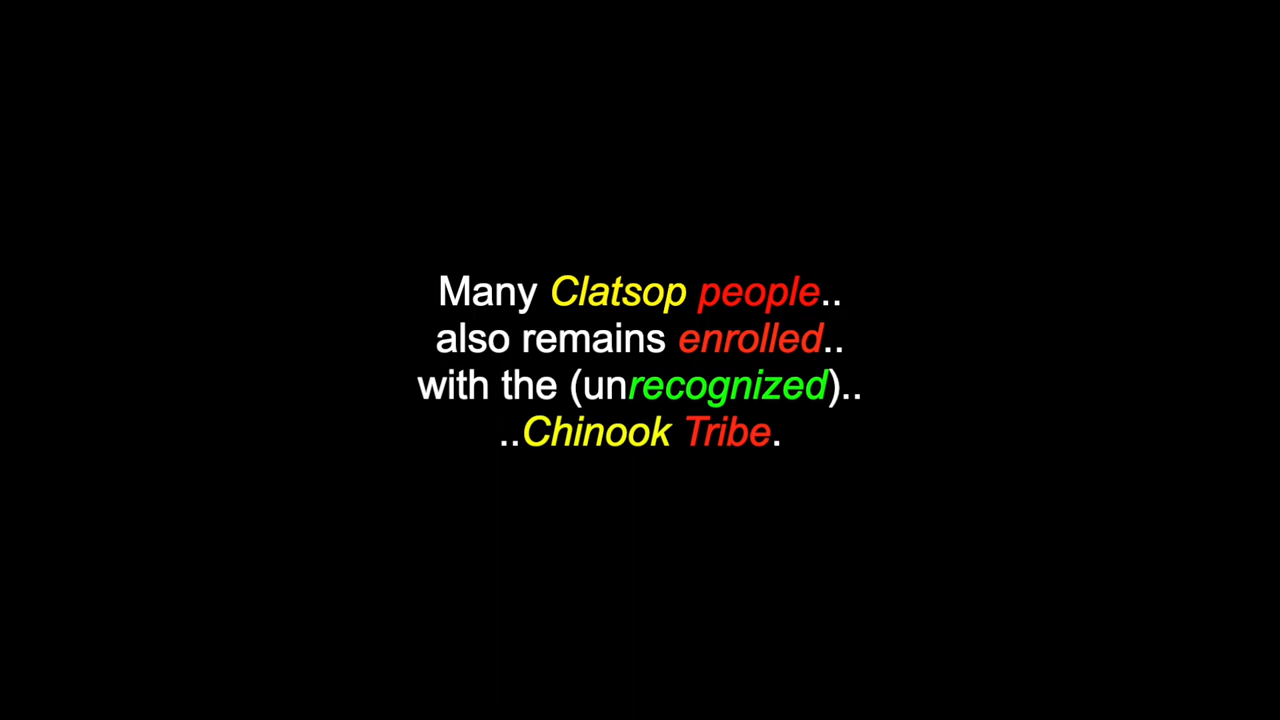 Many Clatsop people..
also remains enrolled..
with the (unrecognized)..
..Chinook Tribe.